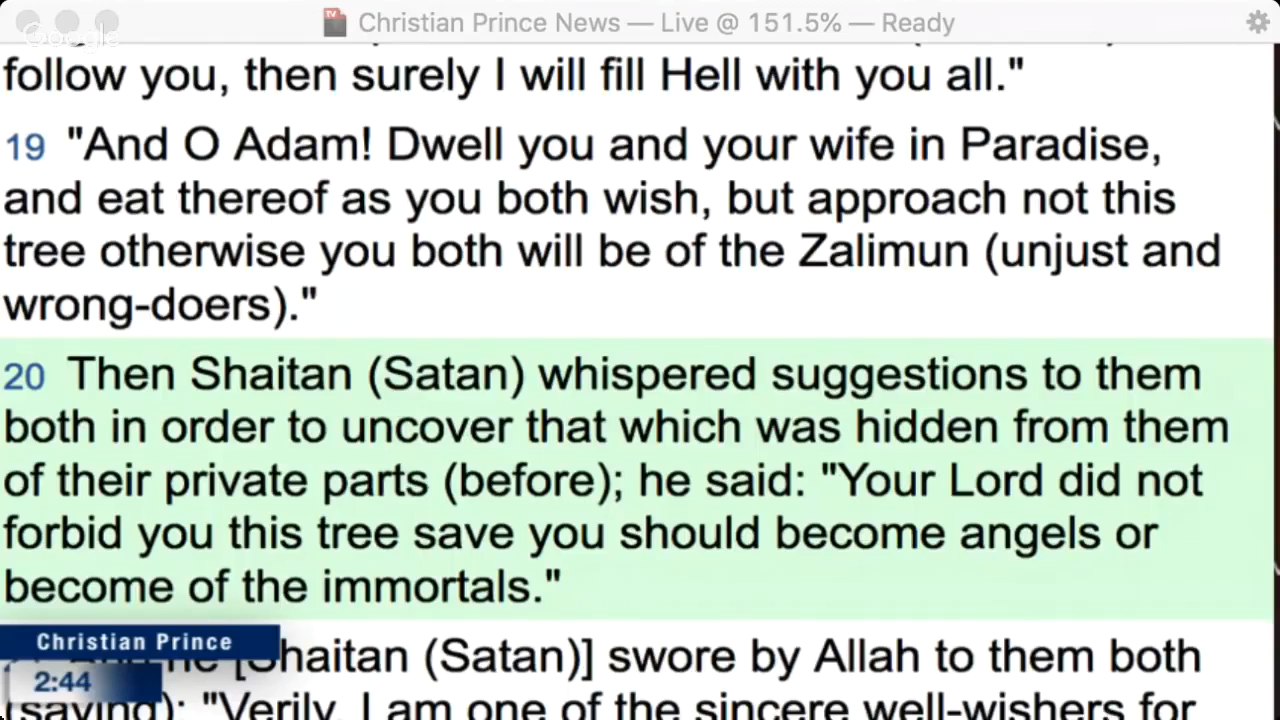 Christian Prince News — Live @ 151.5% — Ready
Google
follow you, then surely I will fill Hell with you all."
19 "And O Adam! Dwell you and your wife in Paradise,
and eat thereof as you both wish, but approach not this
tree otherwise you both will be of the Zalimun (unjust and
wrong-doers)."
20 Then Shaitan (Satan) whispered suggestions to them
both in order to uncover that which was hidden from them
of their private parts (before); he said: "Your Lord did not
forbid you this tree save you should become angels or
become of the immortals."
Christian Prince
he [Shaitan (Satan)] swore by Allah to them both
2:44
(saying): "Verily, I am one of the sincere well-wishers for